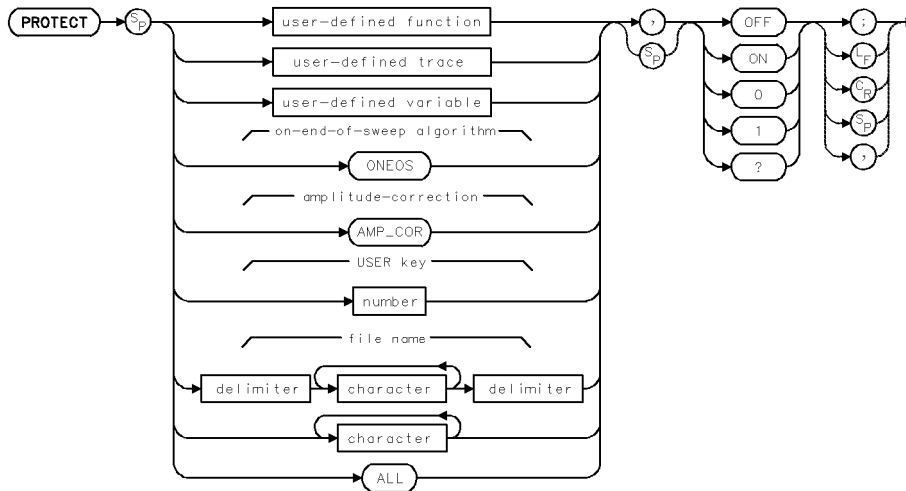 PROTECT
SP
user-defined function
user-defined trace
user-defined variable
on-end-of-sweep algorithm
ONEOS
amplitude-correction
AMP_COR
USER key
number
file name
delimiter character delimiter
character
ALL
,
SP
OFF
ON
0
1
?
;
LF
CR
SP
,